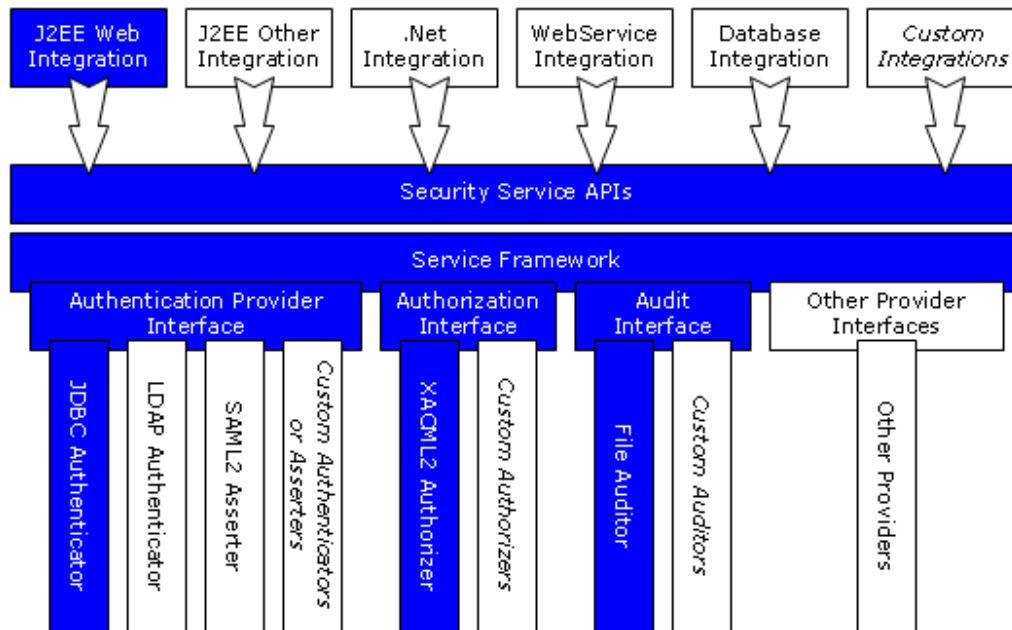 J2EE Web
Integration
J2EE Other
Integration
.Net
Integration
WebService
Integration
Database
Integration
Custom
Integrations
Security Service APIs
Service Framework
Authentication Provider
Interface
Authorization
Interface
Audit
Interface
Other Provider
Interfaces
JDBC Authenticator
LDAP Authenticator
SAML2 Asserter
Custom Authenticators
or Asserters
XACML2 Authorizer
Custom Authorizers
File Auditor
Custom Auditors
Other Providers